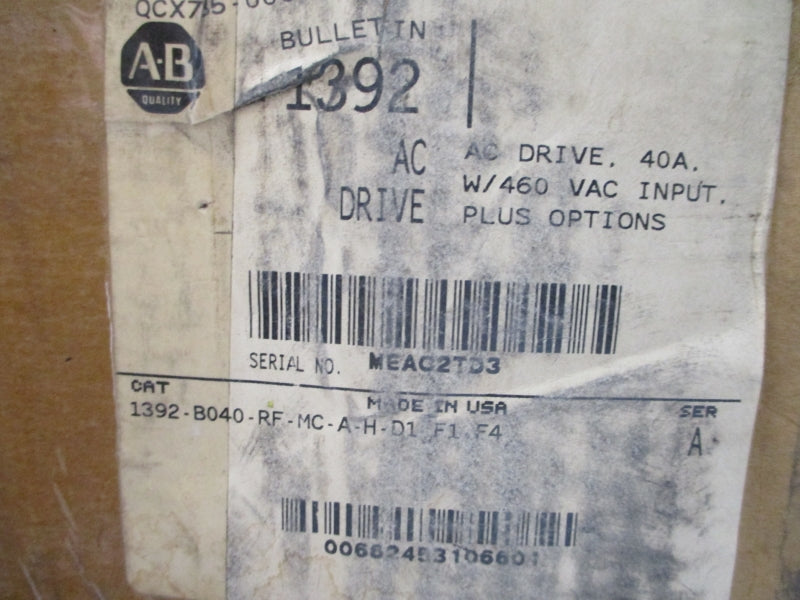 A-B
QUALITY
BULLETIN
1392
AC
DRIVE
AC DRIVE, 40A,
W/460 VAC INPUT,
PLUS OPTIONS
SERIAL NO. MEAC2TD3
CAT
MADE IN USA
SER
1392-B040-RF-MC-A-H-D1,F1,F4
A